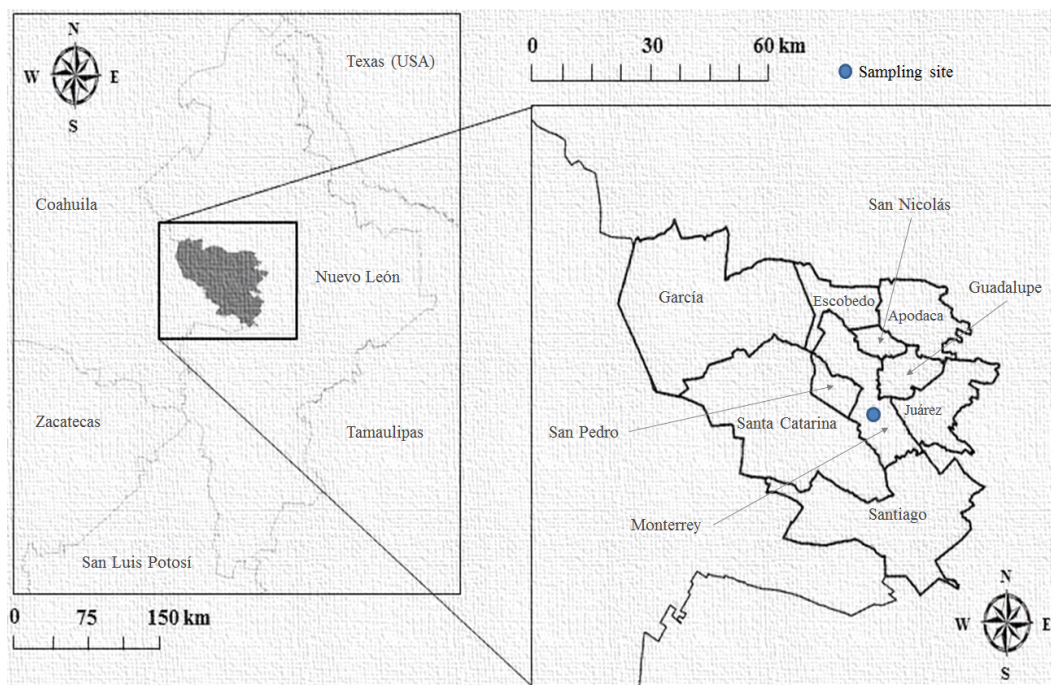 N
W E
S
Texas (USA)
Coahuila
Nuevo León
Zacatecas
Tamaulipas
San Luis Potosí
0 75 150 km
0 30 60 km
Sampling site
San Nicolás
Guadalupe
García
Escobedo
Apodaca
San Pedro
Santa Catarina
Juárez
Monterrey
Santiago
N
W E
S